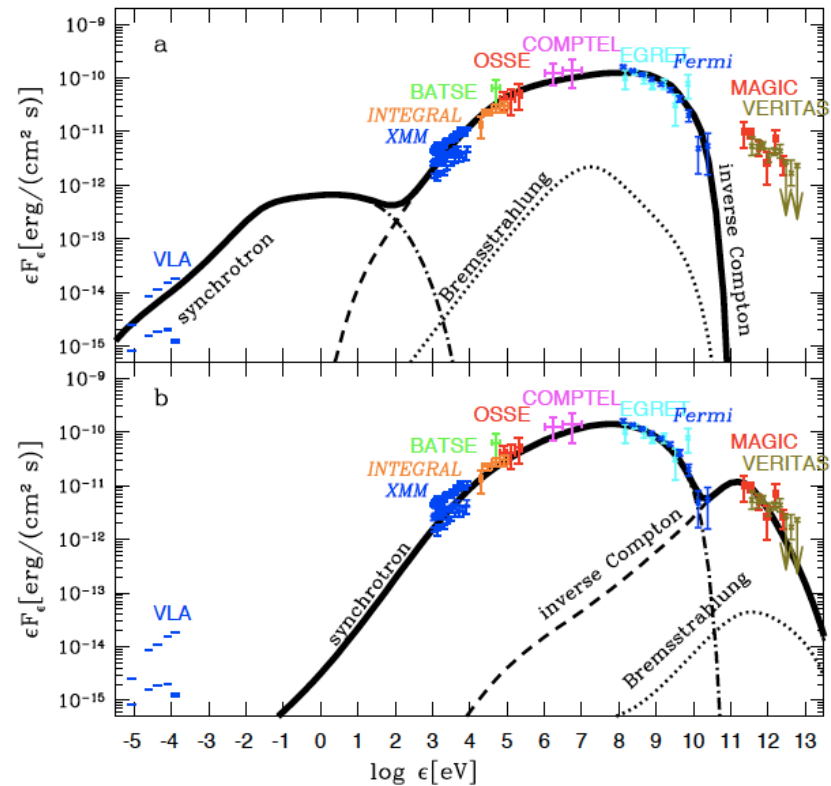 a
10⁻⁹
10⁻¹⁰
10⁻¹¹
10⁻¹²
10⁻¹³
10⁻¹⁴
10⁻¹⁵
εFε[erg/(cm² s)]
COMPTEL
OSSE
EGRET
Fermi
BATSE
MAGIC
INTEGRAL
VERITAS
XMM
VLA
synchrotron
Bremsstrahlung
inverse Compton
b
10⁻⁹
10⁻¹⁰
10⁻¹¹
10⁻¹²
10⁻¹³
10⁻¹⁴
10⁻¹⁵
εFε[erg/(cm² s)]
COMPTEL
OSSE
EGRET
Fermi
BATSE
MAGIC
INTEGRAL
VERITAS
XMM
VLA
synchrotron
inverse Compton
Bremsstrahlung
-5 -4 -3 -2 -1 0 1 2 3 4 5 6 7 8 9 10 11 12 13
log ε[eV]